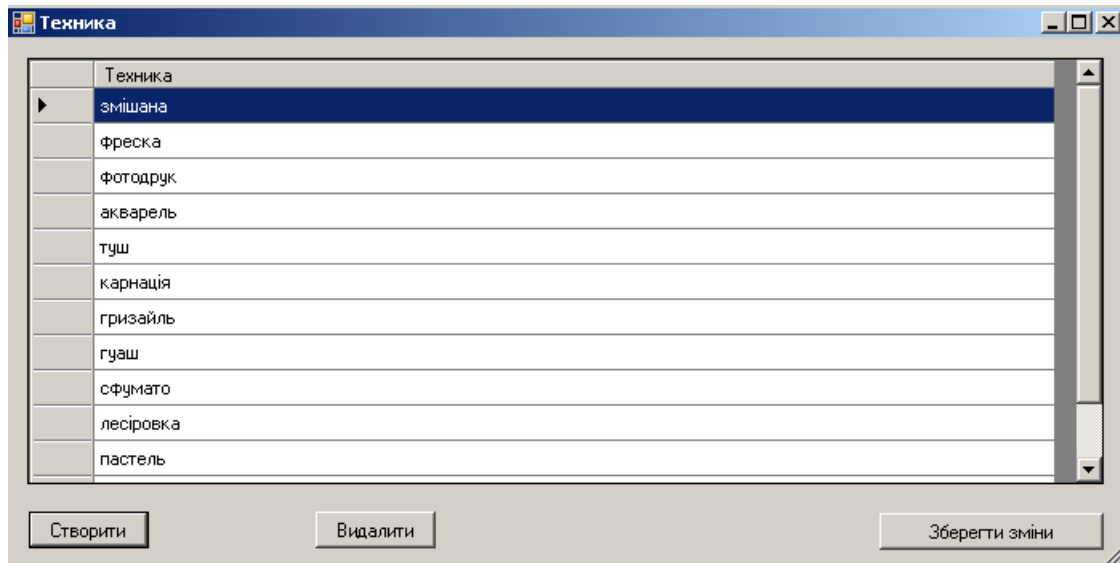 Техника
Техника
змішана
фреска
фотодрук
акварель
туш
карнація
гризайль
гуаш
сфумато
лесіровка
пастель
Створити Видалити Зберегти зміни